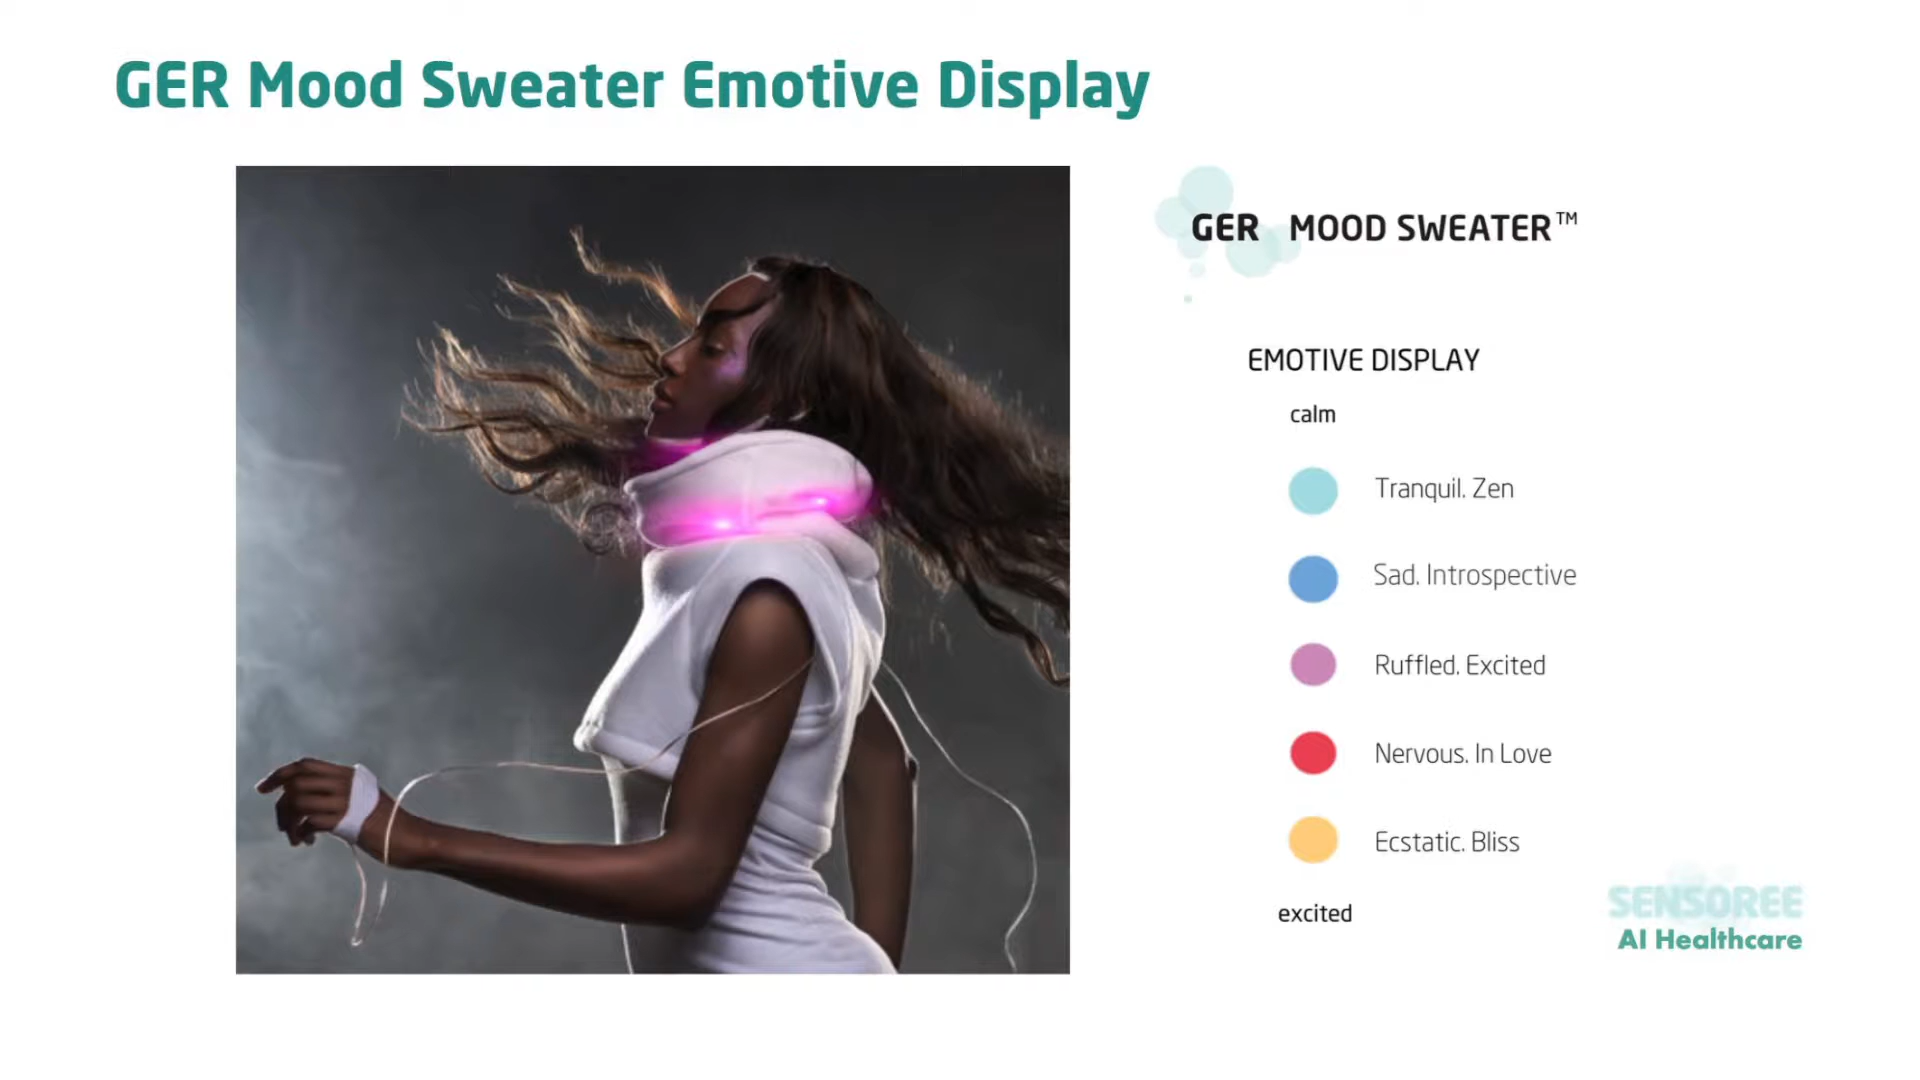 GER Mood Sweater Emotive Display
GER MOOD SWEATER™
EMOTIVE DISPLAY
calm
Tranquil. Zen
Sad. Introspective
Ruffled. Excited
Nervous. In Love
Ecstatic. Bliss
excited
SENSOREE
AI Healthcare